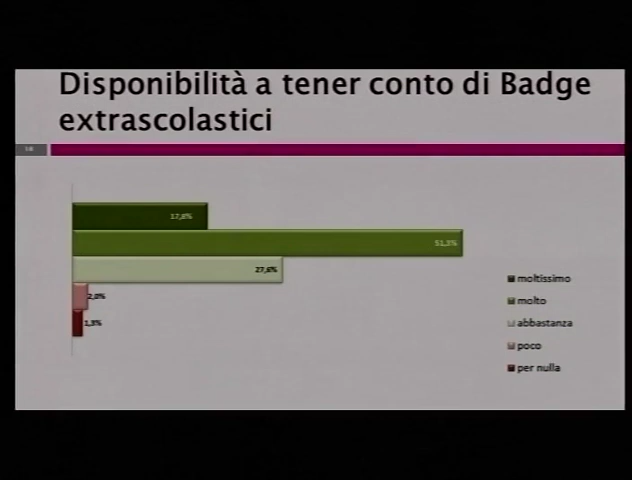 Disponibilità a tener conto di Badge
extrascolastici
18
17,8%
51,3%
27,6%
2,0%
1,3%
moltissimo
molto
abbastanza
poco
per nulla